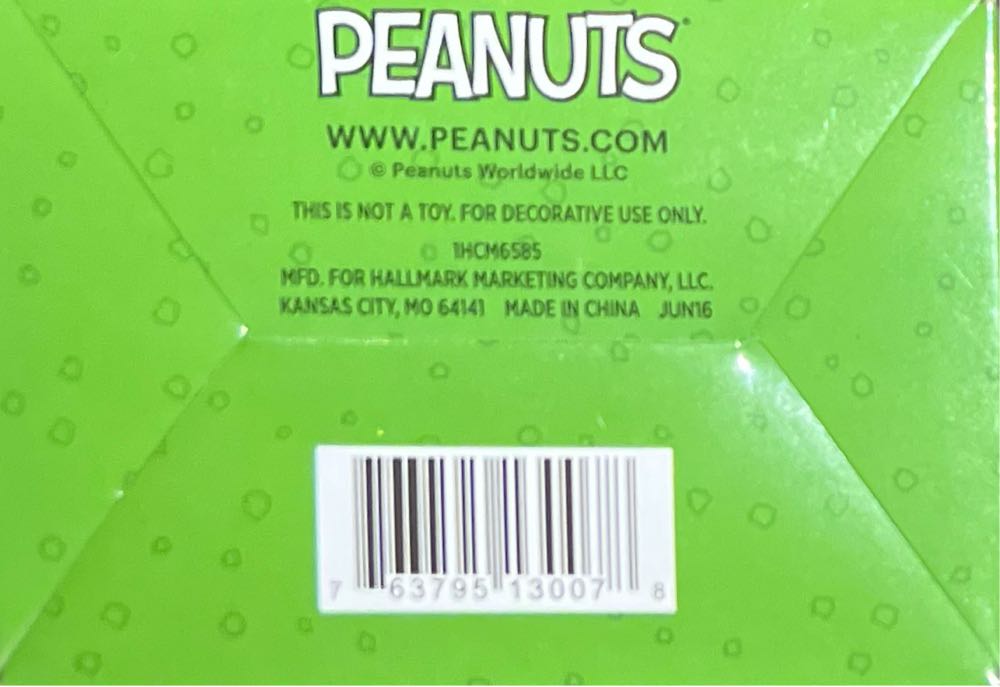 PEANUTS
WWW.PEANUTS.COM
© Peanuts Worldwide LLC
THIS IS NOT A TOY. FOR DECORATIVE USE ONLY.
1HCM6585
MFD. FOR HALLMARK MARKETING COMPANY, LLC.
KANSAS CITY, MO 64141 MADE IN CHINA JUN16
7 63795 13007 8